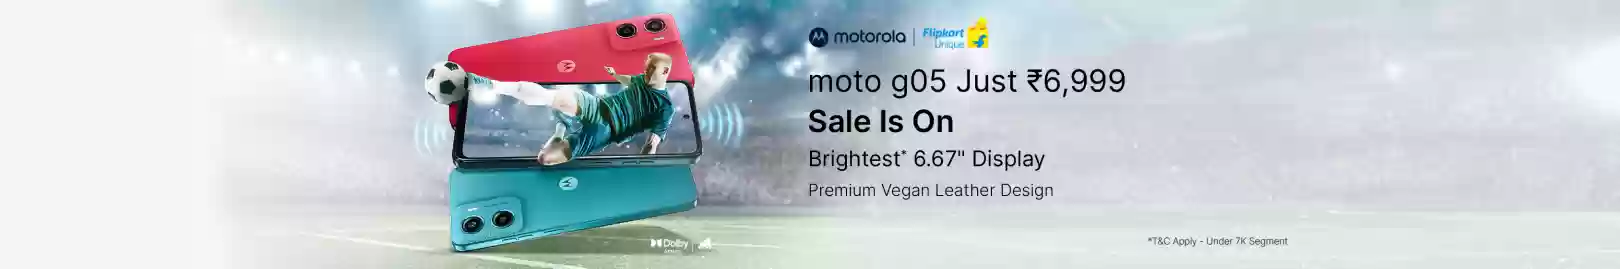 motorola | Flipkart Unique
moto g05 Just ₹6,999
Sale Is On
Brightest* 6.67" Display
Premium Vegan Leather Design
Dolby
*T&C Apply - Under 7K Segment